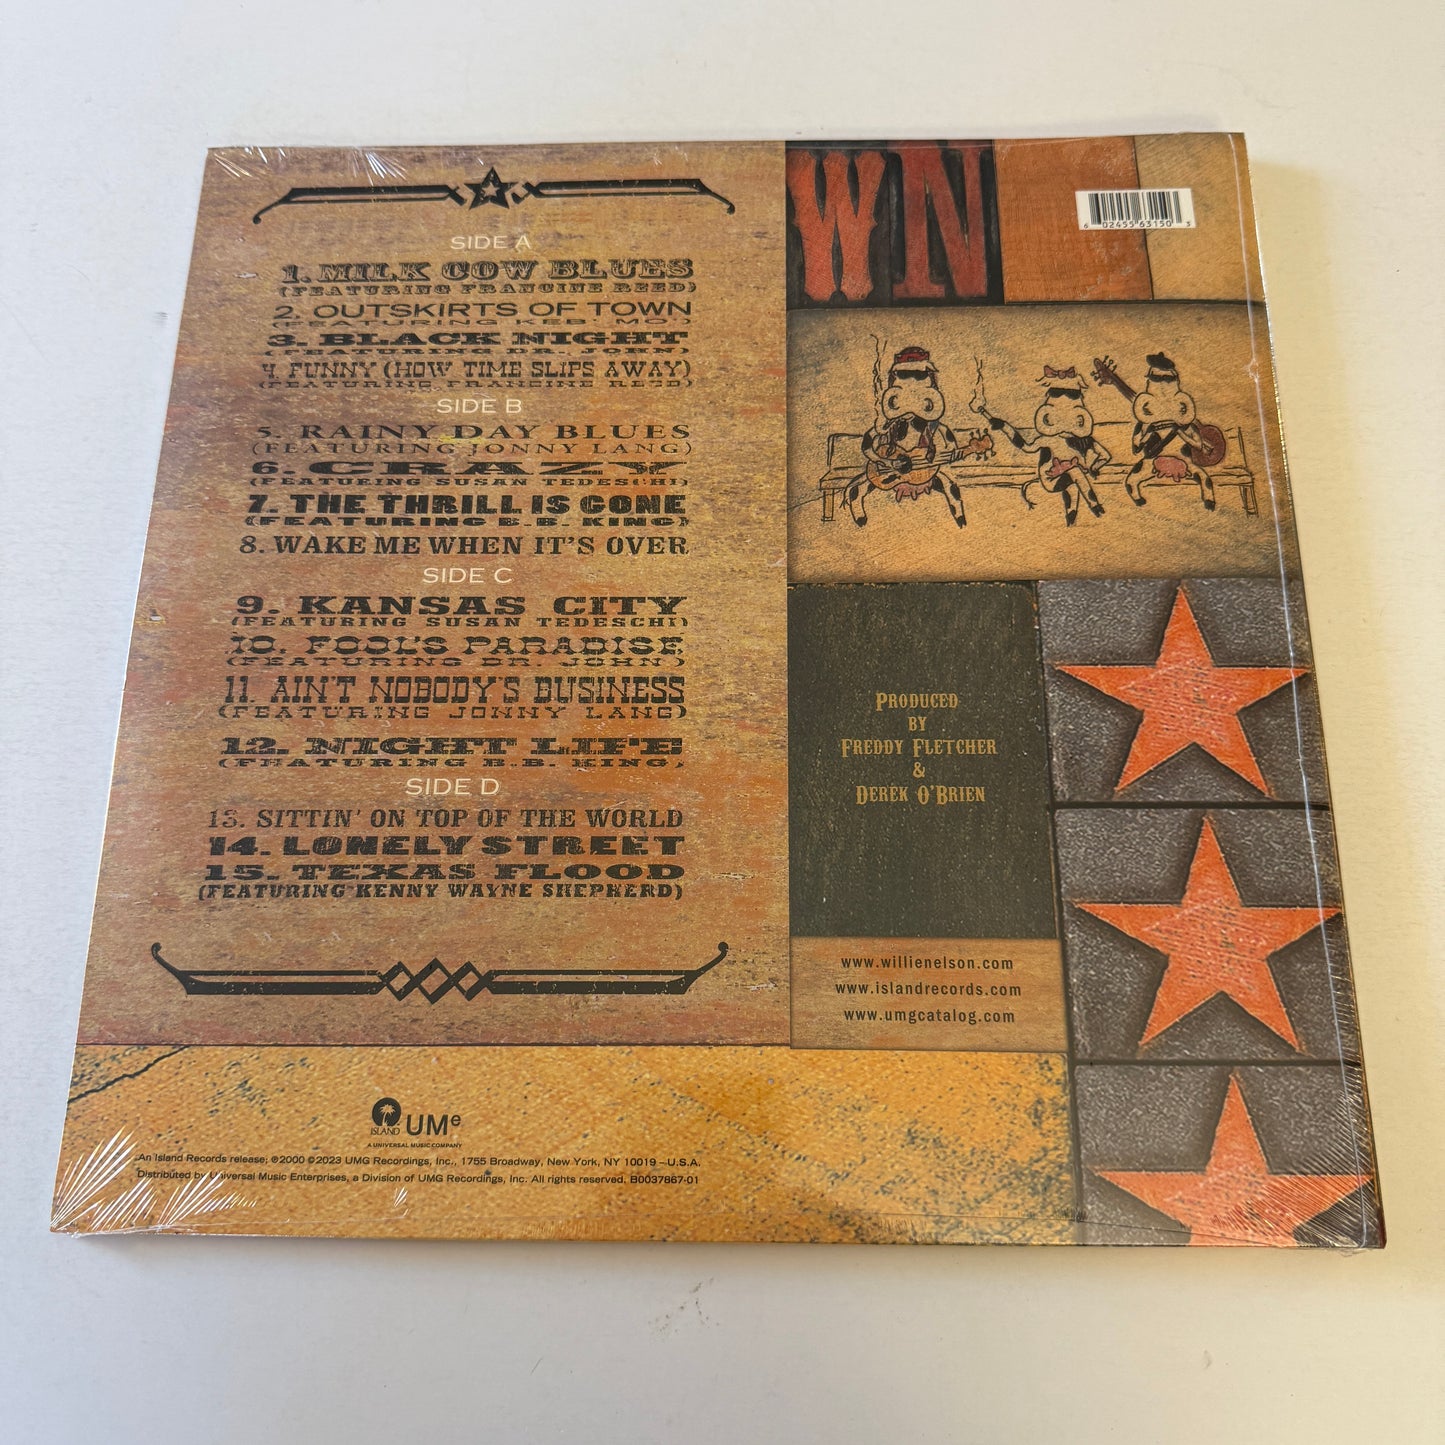 SIDE A
1. MILK COW BLUES
(FEATURING FRANCINE REED)
2. OUTSKIRTS OF TOWN
(FEATURING KEB' MO')
3. BLACK NIGHT
(FEATURING DR. JOHN)
4. FUNNY (HOW TIME SLIPS AWAY)
(FEATURING FRANCINE REED)
SIDE B
5. RAINY DAY BLUES
(FEATURING JONNY LANG)
6. CRAZY
(FEATURING SUSAN TEDESCHI)
7. THE THRILL IS GONE
(FEATURING B.B. KING)
8. WAKE ME WHEN IT'S OVER
SIDE C
9. KANSAS CITY
(FEATURING SUSAN TEDESCHI)
10. FOOL'S PARADISE
(FEATURING DR. JOHN)
11. AIN'T NOBODY'S BUSINESS
(FEATURING JONNY LANG)
12. NIGHT LIFE
(FEATURING B.B. KING)
SIDE D
13. SITTIN' ON TOP OF THE WORLD
14. LONELY STREET
15. TEXAS FLOOD
(FEATURING KENNY WAYNE SHEPHERD)
WN
6 02455 63150 3
PRODUCED
BY
FREDDY FLETCHER
&
DEREK O'BRIEN
www.willienelson.com
www.islandrecords.com
www.umgcatalog.com
ISLAND UMe
A UNIVERSAL MUSIC COMPANY
An Island Records release; ℗2000 ©2023 UMG Recordings, Inc., 1755 Broadway, New York, NY 10019 – U.S.A.
Distributed by Universal Music Enterprises, a Division of UMG Recordings, Inc. All rights reserved. B0037867-01